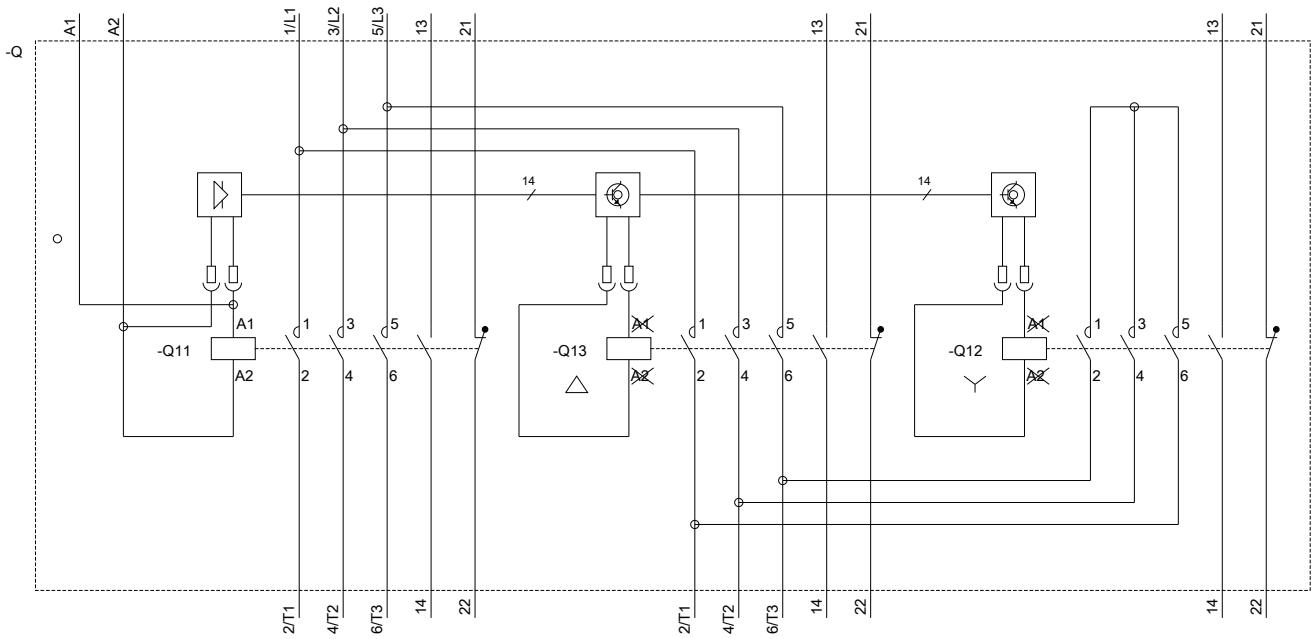 A1 A2 1/L1 3/L2 5/L3 13 21 13 21 13 21
-Q
14 14
A1 1 3 5 A1 1 3 5 A1 1 3 5
-Q11 -Q13 -Q12
A2 2 4 6 A2 2 4 6 A2 2 4 6
2/T1 4/T2 6/T3 14 22 2/T1 4/T2 6/T3 14 22 14 22